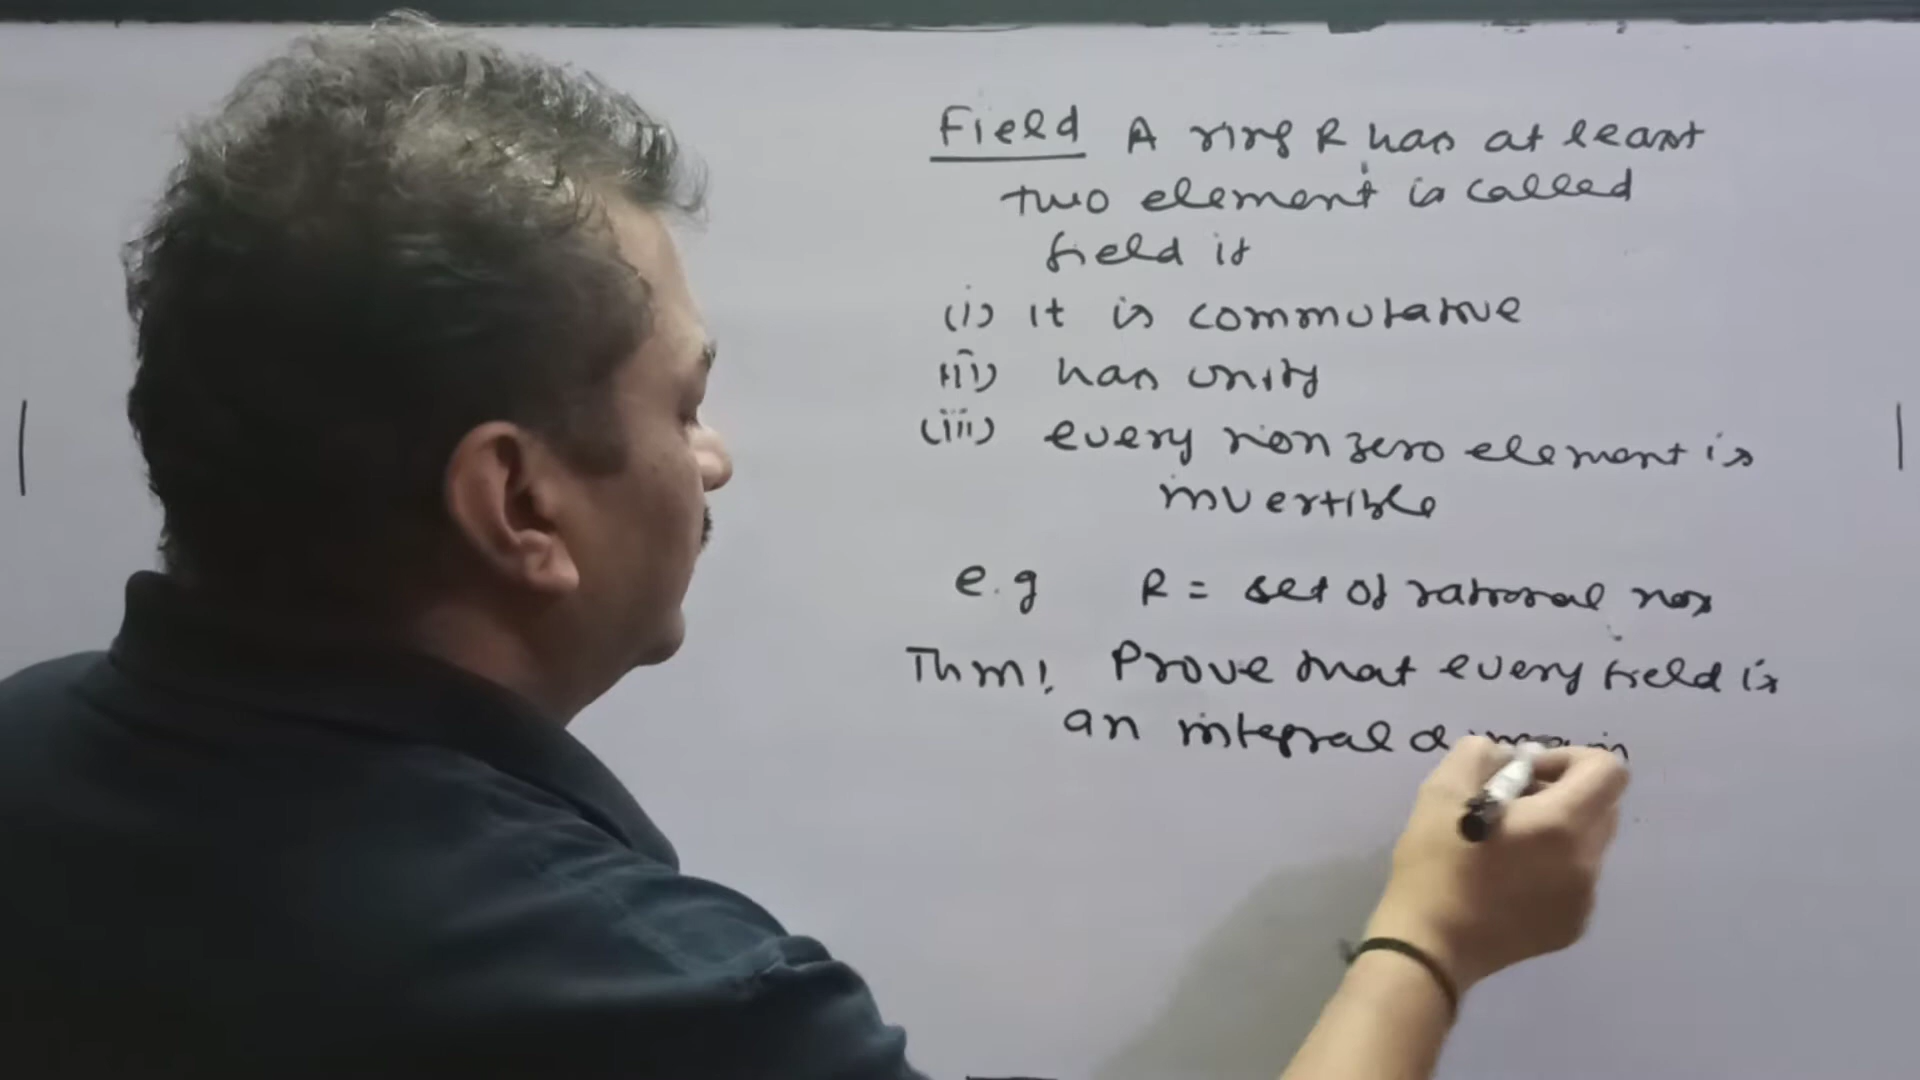 Field A ring R has at least
two element is called
field if
(i) it is commutative
(ii) has unity
(iii) every non zero element is
invertible
e.g R = set of rational nos
Thm: Prove that every field is
an integral domain